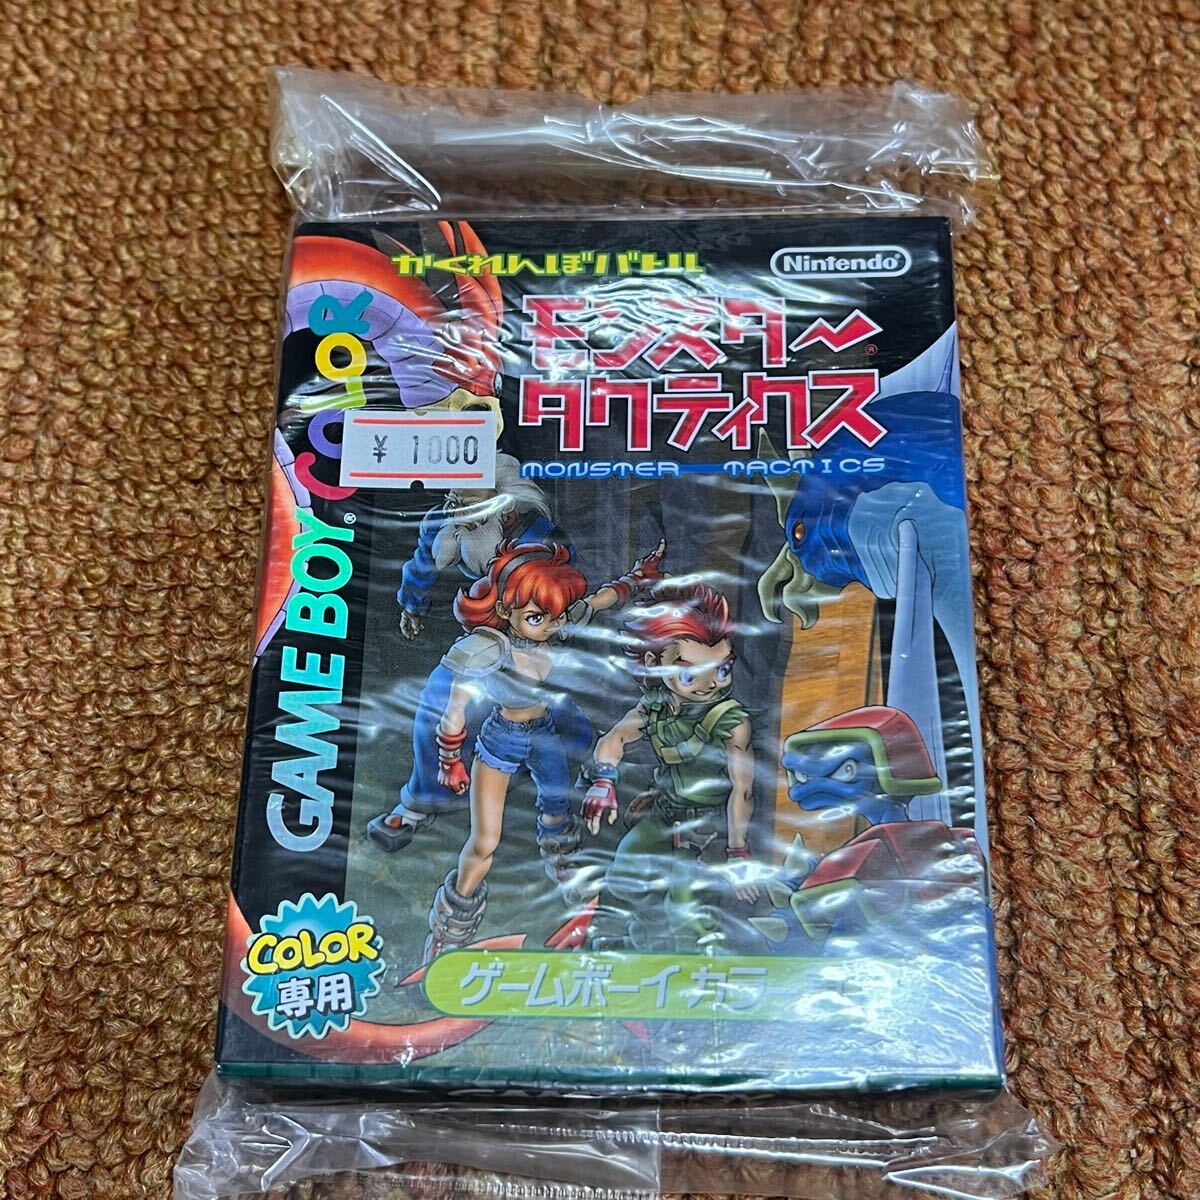 かくれんぼバトル
Nintendo®
モンスター
タクティクス®
MONSTER TACTICS
¥ 1000
GAME BOY® COLOR
COLOR
専用
ゲームボーイカラー